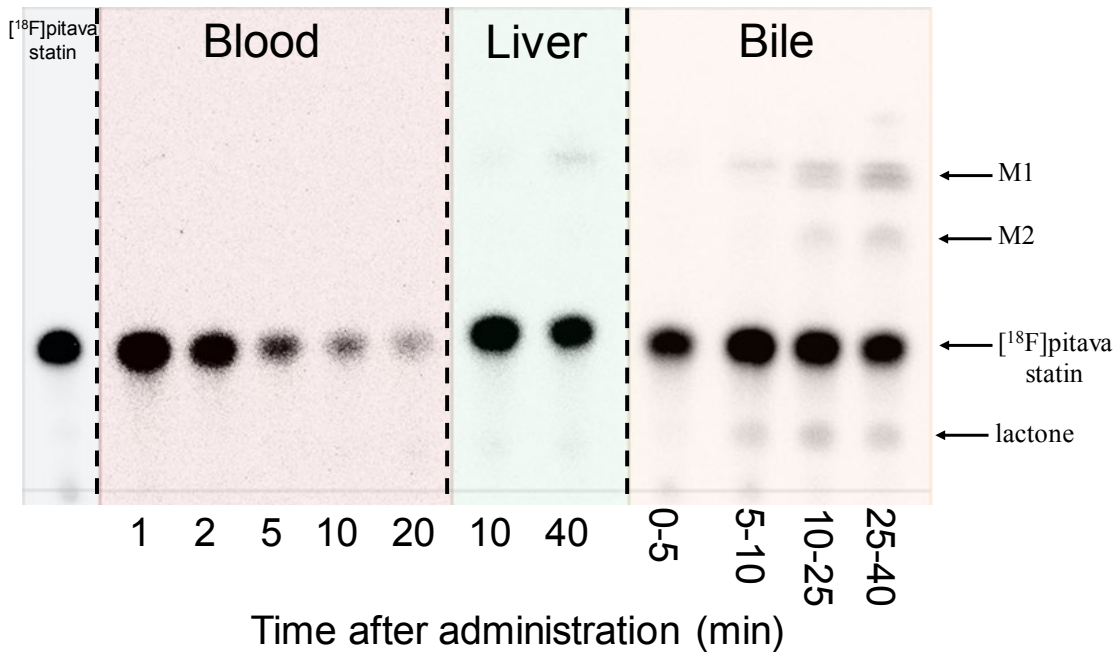 [¹⁸F]pitava
statin
Blood
Liver
Bile
M1
M2
[¹⁸F]pitava
statin
lactone
1 2 5 10 20 10 40 0-5 5-10 10-25 25-40
Time after administration (min)